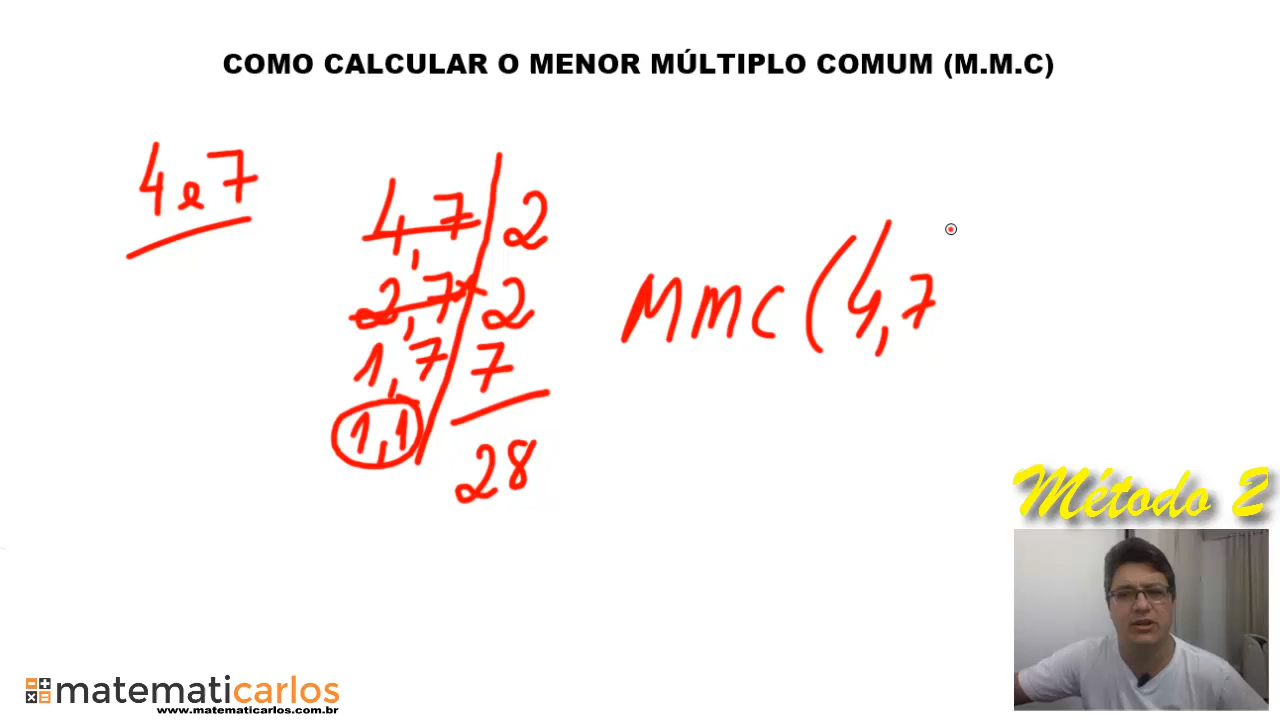 COMO CALCULAR O MENOR MÚLTIPLO COMUM (M.M.C)
4 e 7
4,7 2
2,7 2
1,7 7
1,1
28
MMC (4,7
Método 2
matematicarlos
www.matematicarlos.com.br